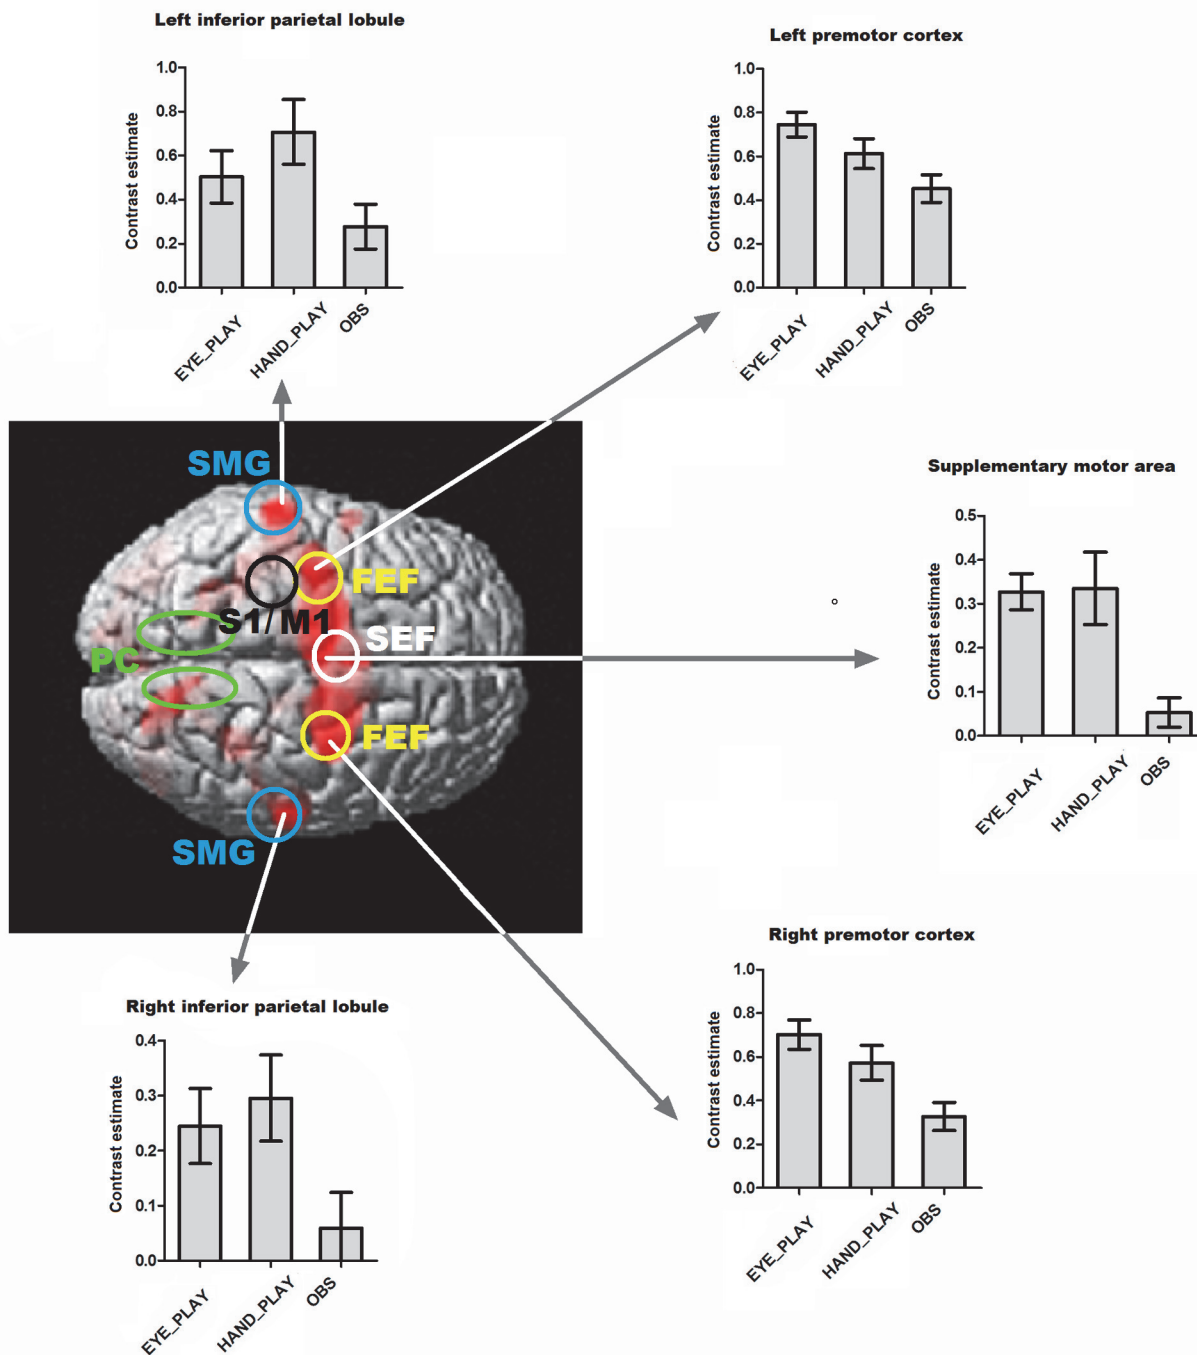 Left inferior parietal lobule
1.0
0.8
0.6
0.4
0.2
0.0
Contrast estimate
EYE_PLAY
HAND_PLAY
OBS
Left premotor cortex
1.0
0.8
0.6
0.4
0.2
0.0
Contrast estimate
EYE_PLAY
HAND_PLAY
OBS
SMG
FEF
S1/M1
SEF
PC
FEF
SMG
Supplementary motor area
0.5
0.4
0.3
0.2
0.1
0.0
Contrast estimate
EYE_PLAY
HAND_PLAY
OBS
Right inferior parietal lobule
0.4
0.3
0.2
0.1
0.0
Contrast estimate
EYE_PLAY
HAND_PLAY
OBS
Right premotor cortex
1.0
0.8
0.6
0.4
0.2
0.0
Contrast estimate
EYE_PLAY
HAND_PLAY
OBS